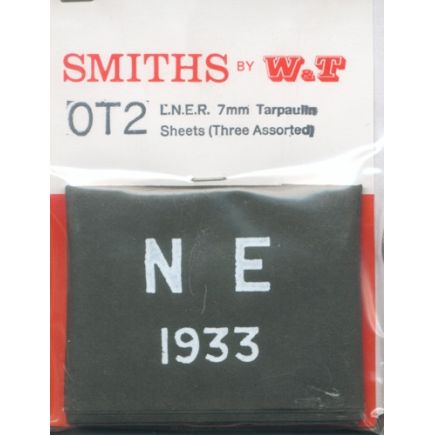 SMITHS BY W&T
OT2 L.N.E.R. 7mm Tarpaulin
Sheets (Three Assorted)
N E
1933